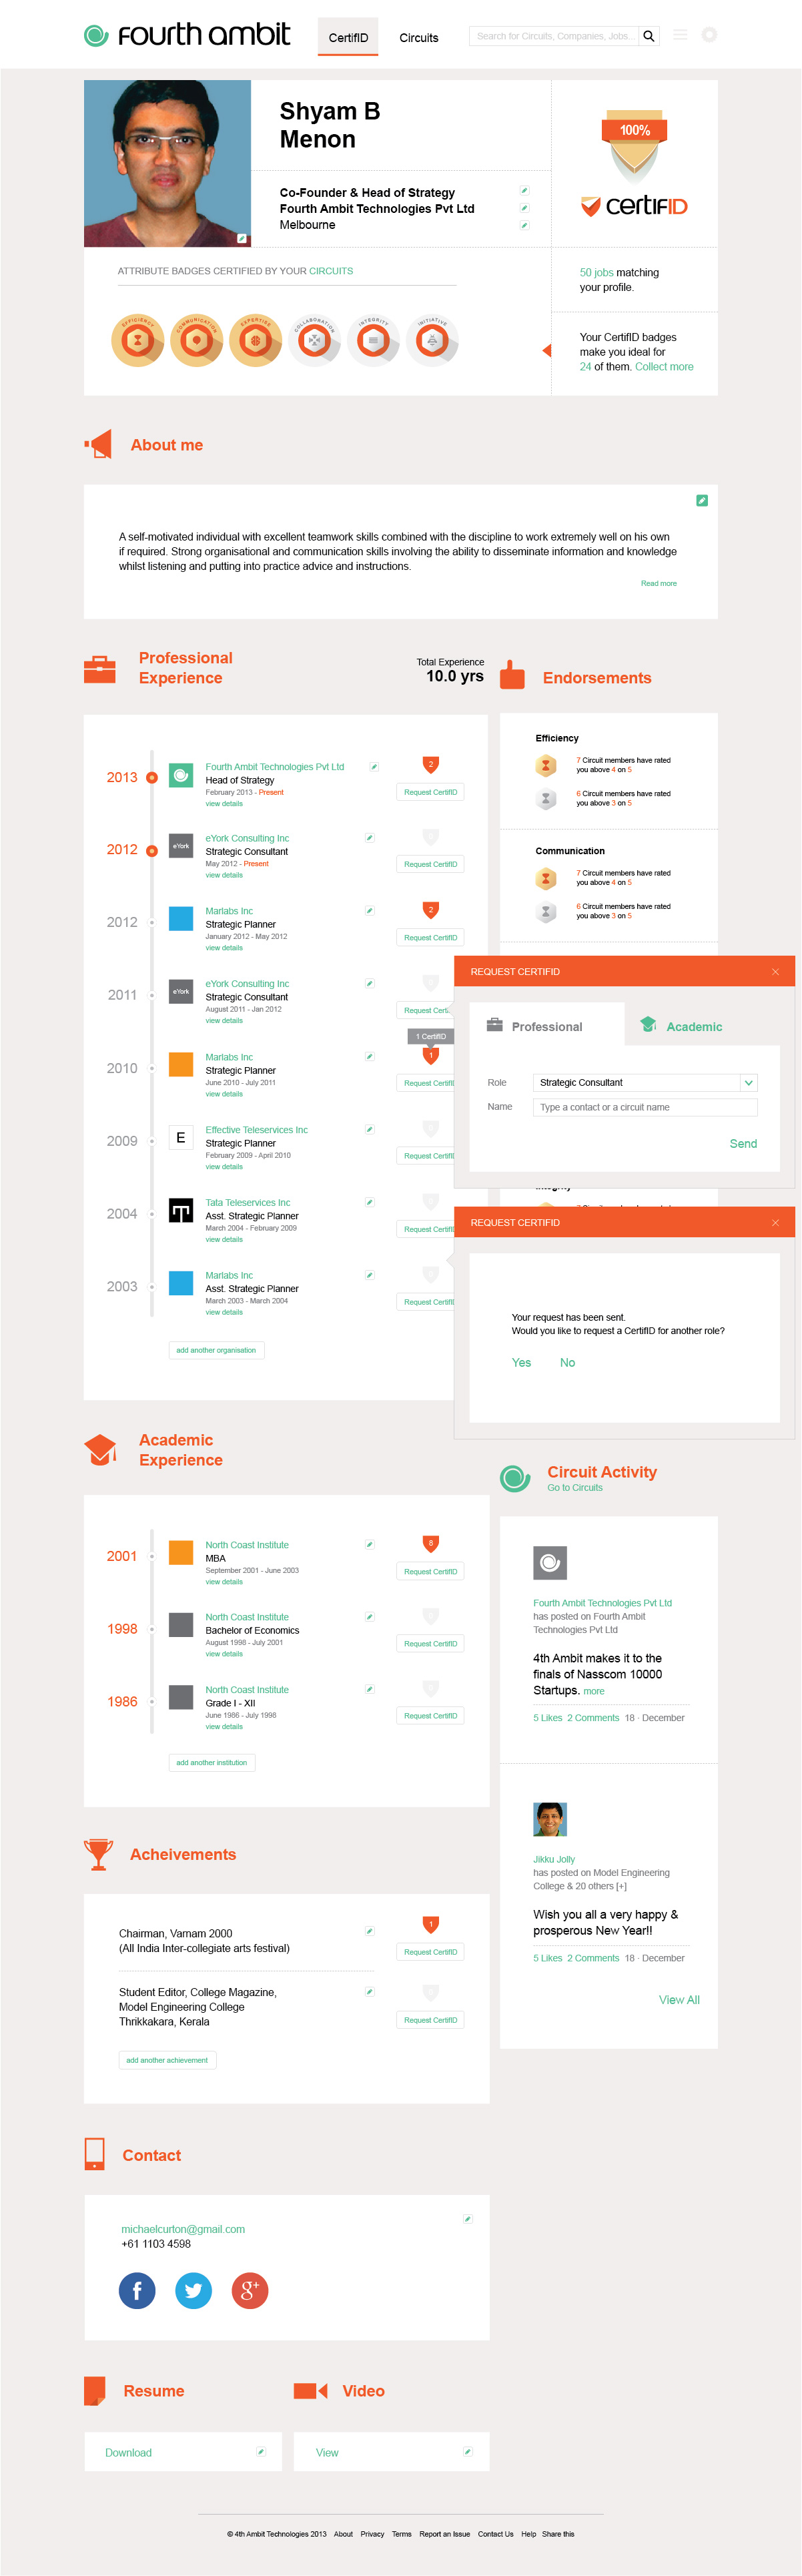 fourth ambit
CertifID
Circuits
Search for Circuits, Companies, Jobs...
Shyam B
Menon
Co-Founder & Head of Strategy
Fourth Ambit Technologies Pvt Ltd
Melbourne
100%
certifID
ATTRIBUTE BADGES CERTIFIED BY YOUR CIRCUITS
EFFICIENCY
COMMUNICATION
EXPERTISE
COLLABORATION
INTEGRITY
INITIATIVE
50 jobs matching
your profile.
Your CertifID badges
make you ideal for
24 of them. Collect more
About me
A self-motivated individual with excellent teamwork skills combined with the discipline to work extremely well on his own
if required. Strong organisational and communication skills involving the ability to disseminate information and knowledge
whilst listening and putting into practice advice and instructions.
Read more
Professional
Experience
Total Experience
10.0 yrs
2013
Fourth Ambit Technologies Pvt Ltd
Head of Strategy
February 2013 - Present
view details
2
Request CertifID
2012
eYork
eYork Consulting Inc
Strategic Consultant
May 2012 - Present
view details
Request CertifID
2012
Marlabs Inc
Strategic Planner
January 2012 - May 2012
view details
2
Request CertifID
2011
eYork
eYork Consulting Inc
Strategic Consultant
August 2011 - Jan 2012
view details
Request Certi
1 CertifID
2010
Marlabs Inc
Strategic Planner
June 2010 - July 2011
view details
1
Request CertifI
2009
E
Effective Teleservices Inc
Strategic Planner
February 2009 - April 2010
view details
Request CertifI
2004
Tata Teleservices Inc
Asst. Strategic Planner
March 2004 - February 2009
view details
Request CertifI
2003
Marlabs Inc
Asst. Strategic Planner
March 2003 - March 2004
view details
Request CertifI
add another organisation
Endorsements
Efficiency
7 Circuit members have rated
you above 4 on 5
6 Circuit members have rated
you above 3 on 5
Communication
7 Circuit members have rated
you above 4 on 5
6 Circuit members have rated
you above 3 on 5
REQUEST CERTIFID
Professional
Academic
Role
Strategic Consultant
Name
Type a contact or a circuit name
Send
Integrity
REQUEST CERTIFID
Your request has been sent.
Would you like to request a CertifID for another role?
Yes
No
Academic
Experience
2001
North Coast Institute
MBA
September 2001 - June 2003
view details
8
Request CertifID
1998
North Coast Institute
Bachelor of Economics
August 1998 - July 2001
view details
Request CertifID
1986
North Coast Institute
Grade I - XII
June 1986 - July 1998
view details
Request CertifID
add another institution
Circuit Activity
Go to Circuits
Fourth Ambit Technologies Pvt Ltd
has posted on Fourth Ambit
Technologies Pvt Ltd
4th Ambit makes it to the
finals of Nasscom 10000
Startups. more
5 Likes 2 Comments 18 · December
Jikku Jolly
has posted on Model Engineering
College & 20 others [+]
Wish you all a very happy &
prosperous New Year!!
5 Likes 2 Comments 18 · December
View All
Acheivements
Chairman, Varnam 2000
(All India Inter-collegiate arts festival)
1
Request CertifID
Student Editor, College Magazine,
Model Engineering College
Thrikkakara, Kerala
Request CertifID
add another achievement
Contact
michaelcurton@gmail.com
+61 1103 4598
f
g+
Resume
Download
Video
View
© 4th Ambit Technologies 2013 About Privacy Terms Report an Issue Contact Us Help Share this